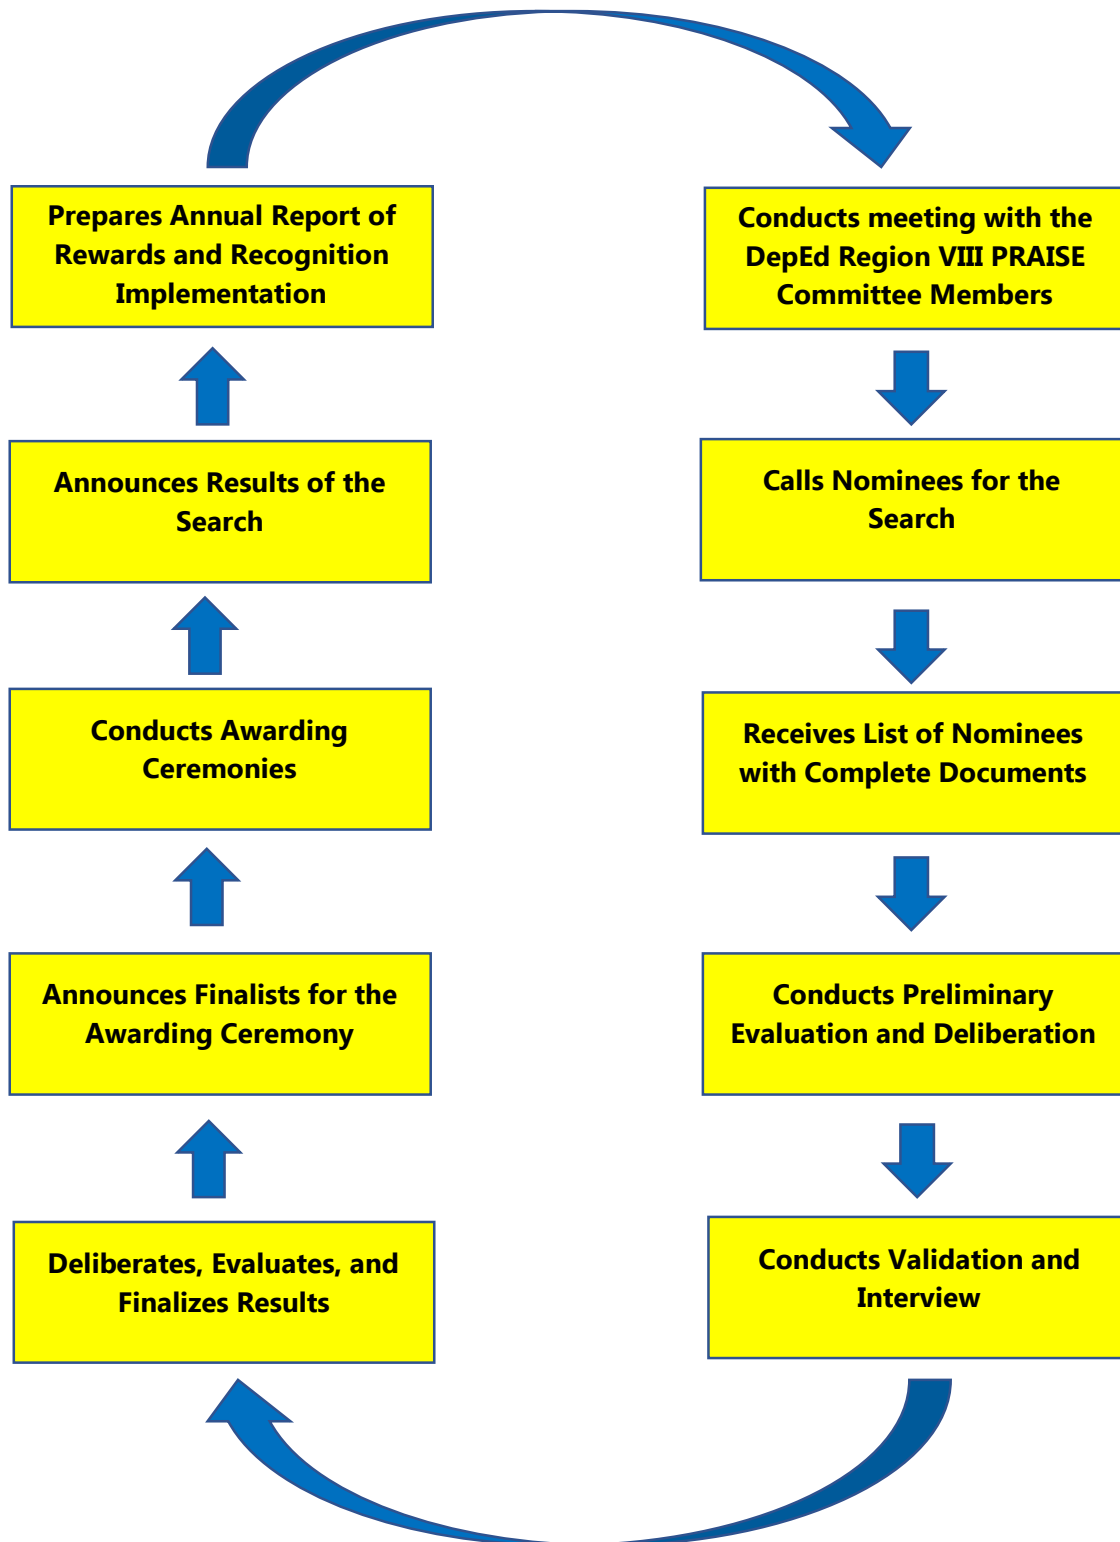 Prepares Annual Report of
Rewards and Recognition
Implementation
Conducts meeting with the
DepEd Region VIII PRAISE
Committee Members
Announces Results of the
Search
Calls Nominees for the
Search
Conducts Awarding
Ceremonies
Receives List of Nominees
with Complete Documents
Announces Finalists for the
Awarding Ceremony
Conducts Preliminary
Evaluation and Deliberation
Deliberates, Evaluates, and
Finalizes Results
Conducts Validation and
Interview